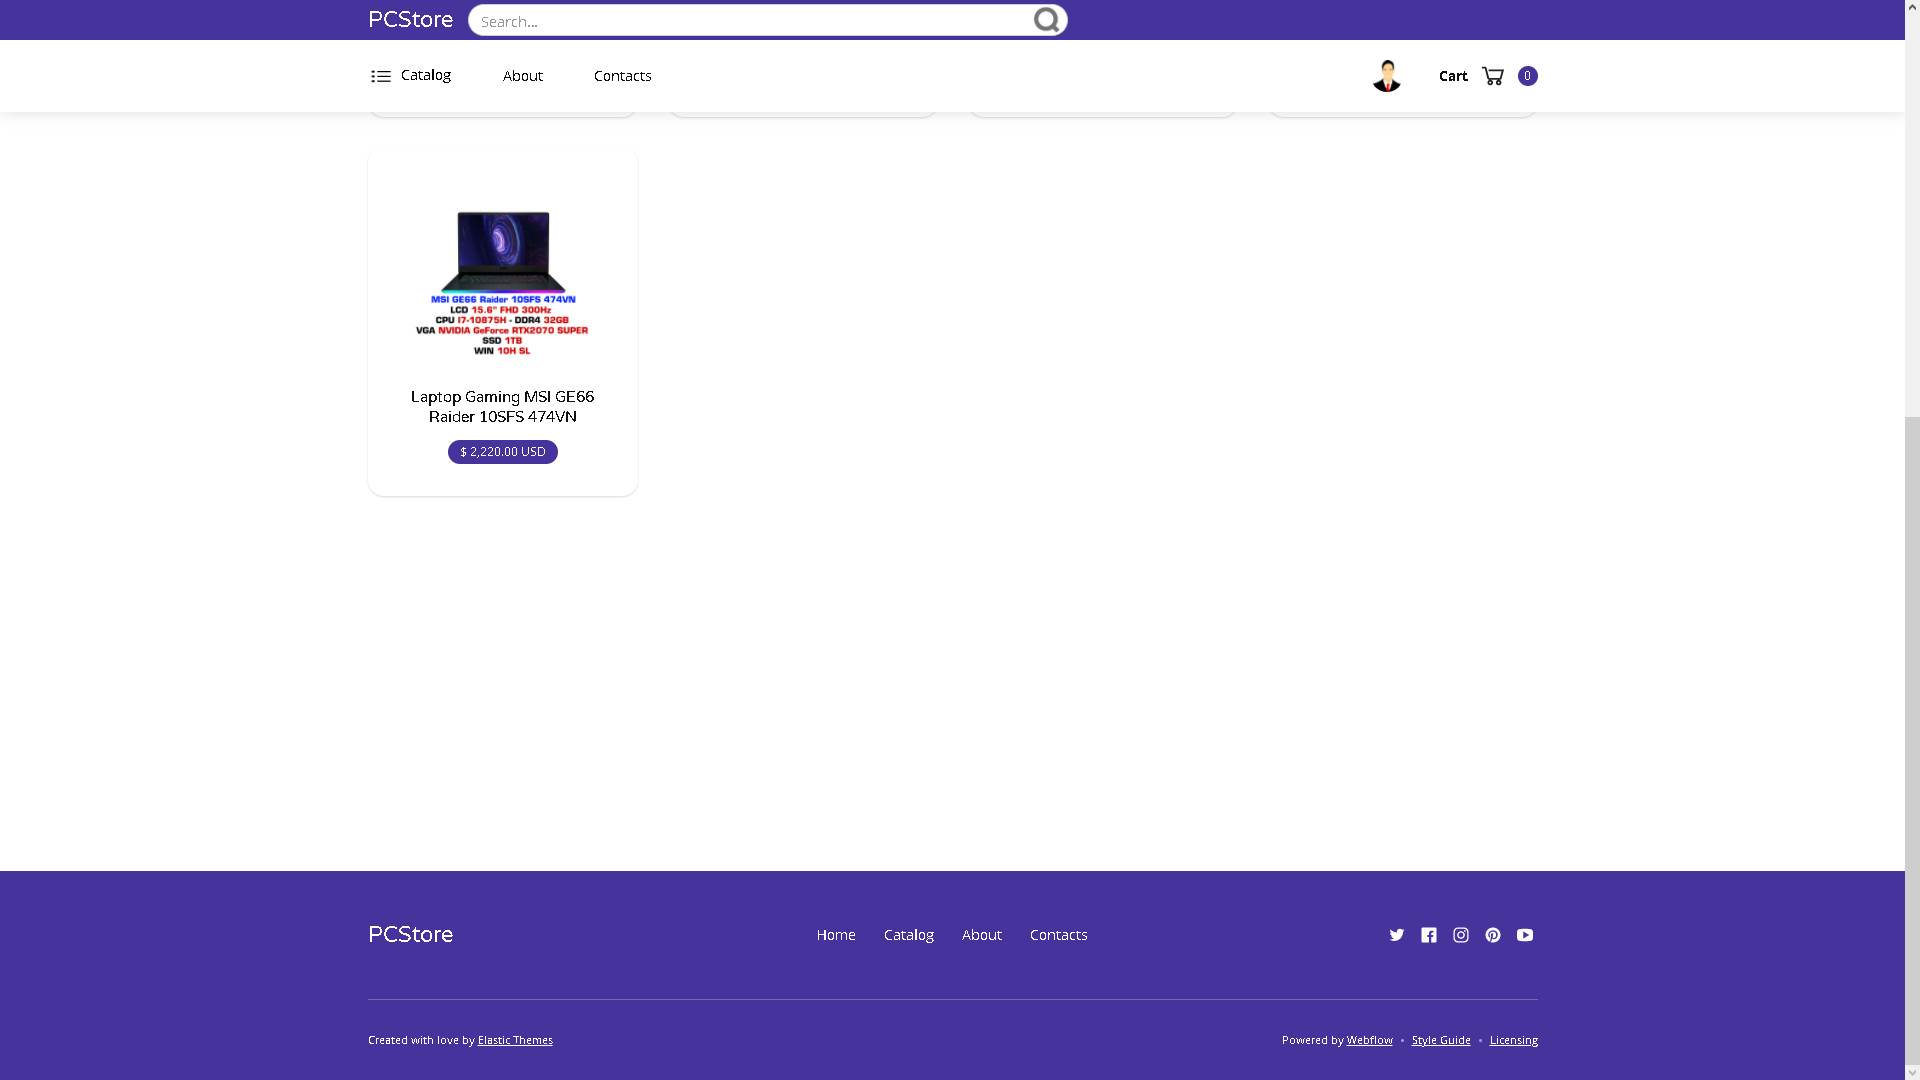 PCStore
Search...
Catalog
About
Contacts
Cart
0
MSI GE66 Raider 10SFS 474VN
LCD 15.6" FHD 300Hz
CPU I7-10875H - DDR4 32GB
VGA NVIDIA GeForce RTX2070 SUPER
SSD 1TB
WIN 10H SL
Laptop Gaming MSI GE66
Raider 10SFS 474VN
$ 2,220.00 USD
PCStore
Home
Catalog
About
Contacts
Created with love by Elastic Themes
Powered by Webflow • Style Guide • Licensing